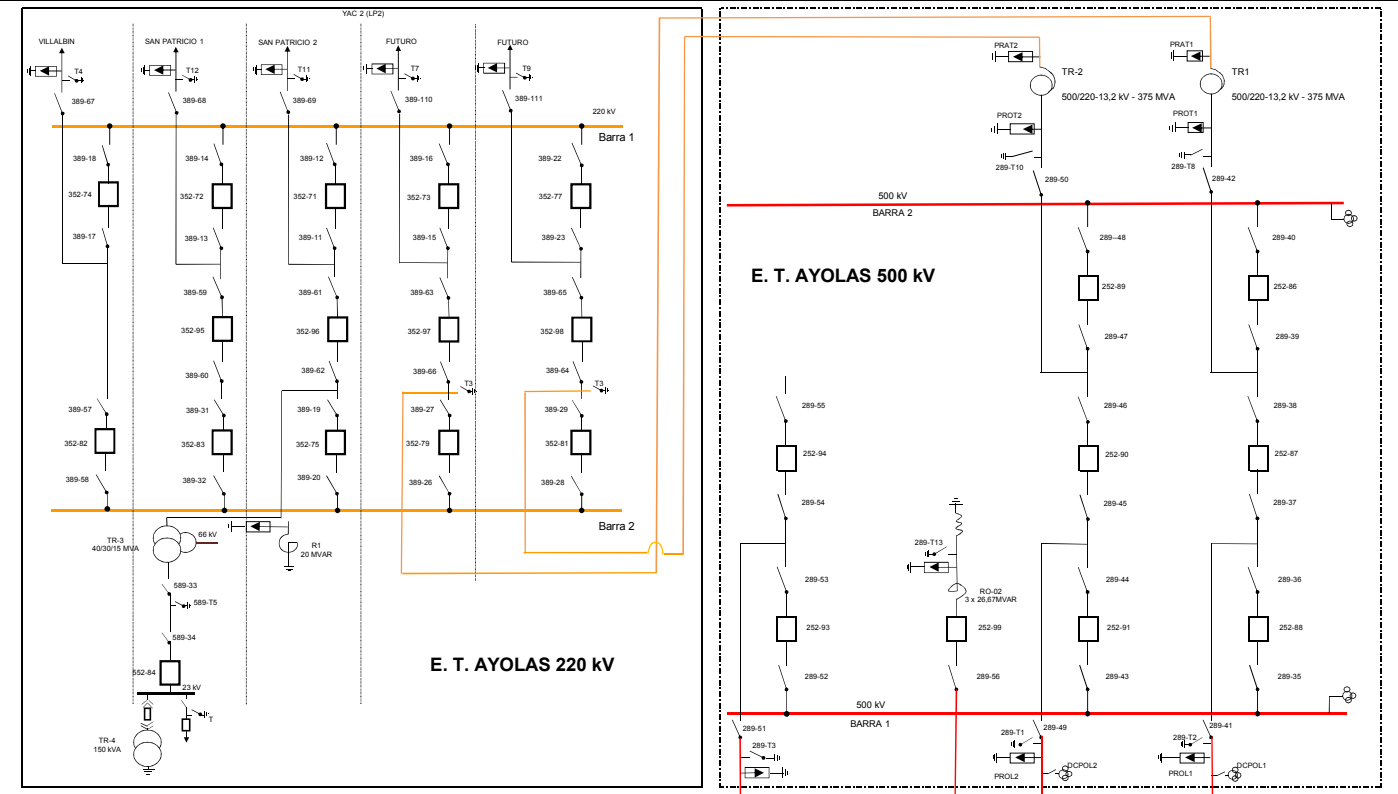 YAC 2 (LP2)
VILLALBIN
SAN PATRICIO 1
SAN PATRICIO 2
FUTURO
FUTURO
T4
T12
T11
T7
T9
389-67
389-68
389-69
389-110
389-111
220 kV
Barra 1
389-18
389-14
389-12
389-16
389-22
352-74
352-72
352-71
352-73
352-77
389-17
389-13
389-11
389-15
389-23
389-59
389-61
389-63
389-65
352-95
352-96
352-97
352-98
389-60
389-62
389-66
389-64
T3
T3
389-57
389-31
389-19
389-27
389-29
352-82
352-83
352-75
352-79
352-81
389-58
389-32
389-20
389-26
389-28
Barra 2
TR-3
40/30/15 MVA
66 kV
R1
20 MVAR
589-33
589-T5
589-34
552-84
23 kV
T
TR-4
150 kVA
E. T. AYOLAS 220 kV
PRAT2
PRAT1
TR-2
TR1
500/220-13,2 kV - 375 MVA
500/220-13,2 kV - 375 MVA
PROT2
PROT1
289-T10
289-T8
289-50
289-42
500 kV
BARRA 2
289--48
289-40
E. T. AYOLAS 500 kV
252-89
252-86
289-47
289-39
289-55
289-46
289-38
252-94
252-90
252-87
289-54
289-45
289-37
289-T13
289-53
289-44
289-36
RO-02
3 x 26,67MVAR
252-93
252-99
252-91
252-88
289-52
289-56
289-43
289-35
500 kV
BARRA 1
289-51
289-49
289-41
289-T3
289-T1
289-T2
PROL2
DCPOL2
PROL1
DCPOL1